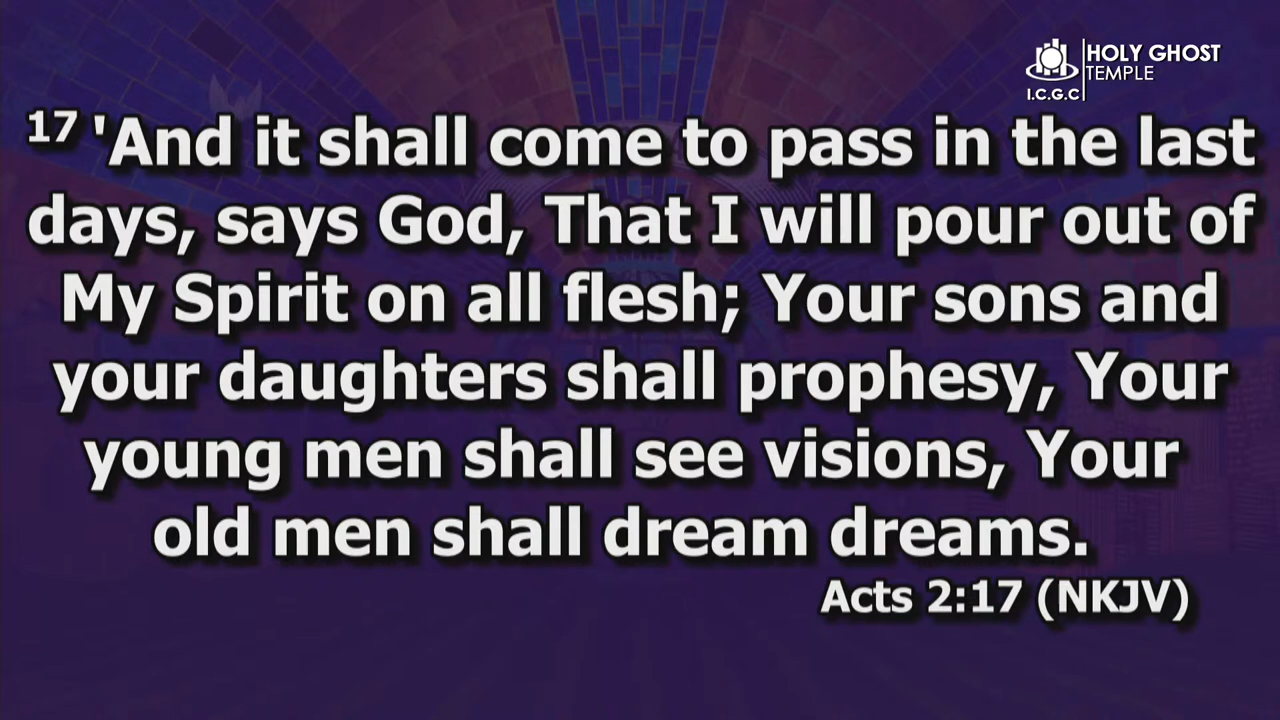 HOLY GHOST
TEMPLE
I.C.G.C
17 'And it shall come to pass in the last
days, says God, That I will pour out of
My Spirit on all flesh; Your sons and
your daughters shall prophesy, Your
young men shall see visions, Your
old men shall dream dreams.
Acts 2:17 (NKJV)